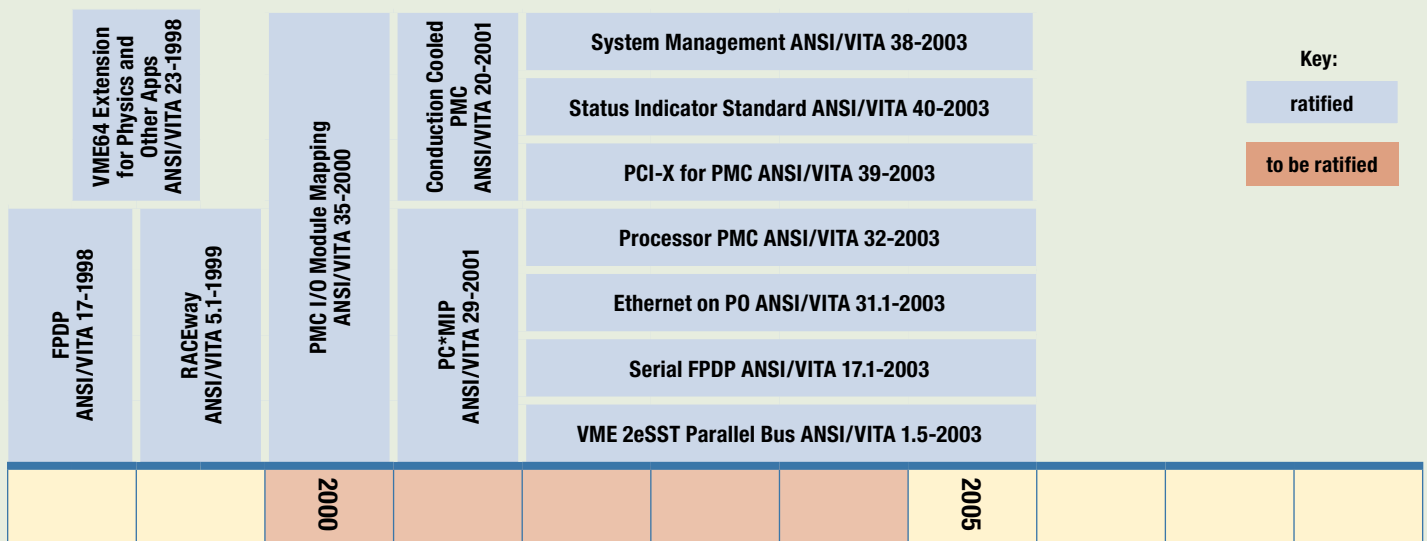 VME64 Extension
for Physics and
Other Apps
ANSI/VITA 23-1998
FPDP
ANSI/VITA 17-1998
RACEway
ANSI/VITA 5.1-1999
PMC I/O Module Mapping
ANSI/VITA 35-2000
Conduction Cooled
PMC
ANSI/VITA 20-2001
PC*MIP
ANSI/VITA 29-2001
System Management ANSI/VITA 38-2003
Status Indicator Standard ANSI/VITA 40-2003
PCI-X for PMC ANSI/VITA 39-2003
Processor PMC ANSI/VITA 32-2003
Ethernet on PO ANSI/VITA 31.1-2003
Serial FPDP ANSI/VITA 17.1-2003
VME 2eSST Parallel Bus ANSI/VITA 1.5-2003
Key:
ratified
to be ratified
2000
2005